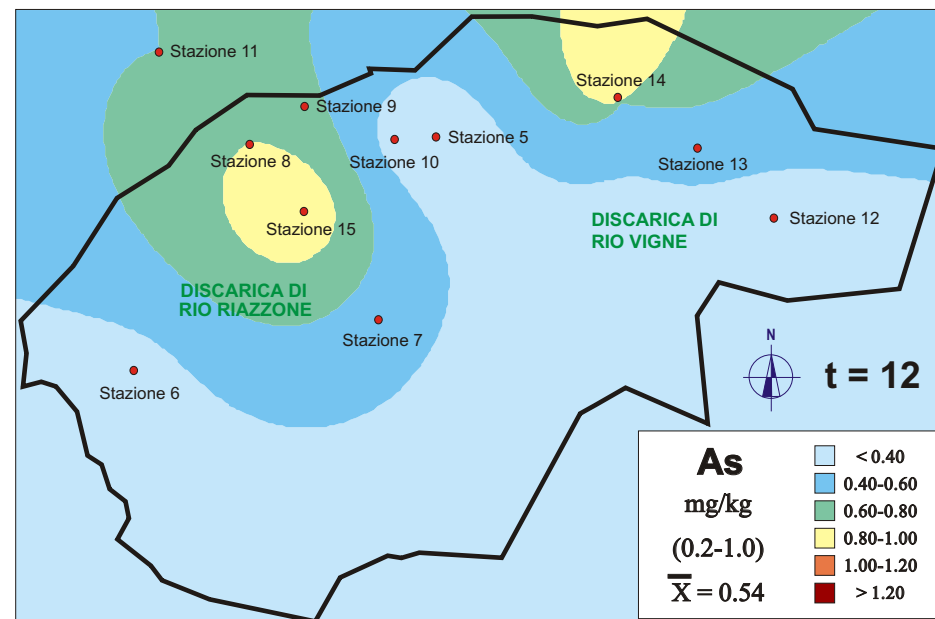 Stazione 11
Stazione 14
Stazione 9
Stazione 5
Stazione 8
Stazione 10
Stazione 13
Stazione 15
DISCARICA DI
RIO VIGNE
Stazione 12
DISCARICA DI
RIO RIAZZONE
Stazione 7
Stazione 6
N
t = 12
As
mg/kg
(0.2-1.0)
X̅ = 0.54
< 0.40
0.40-0.60
0.60-0.80
0.80-1.00
1.00-1.20
> 1.20